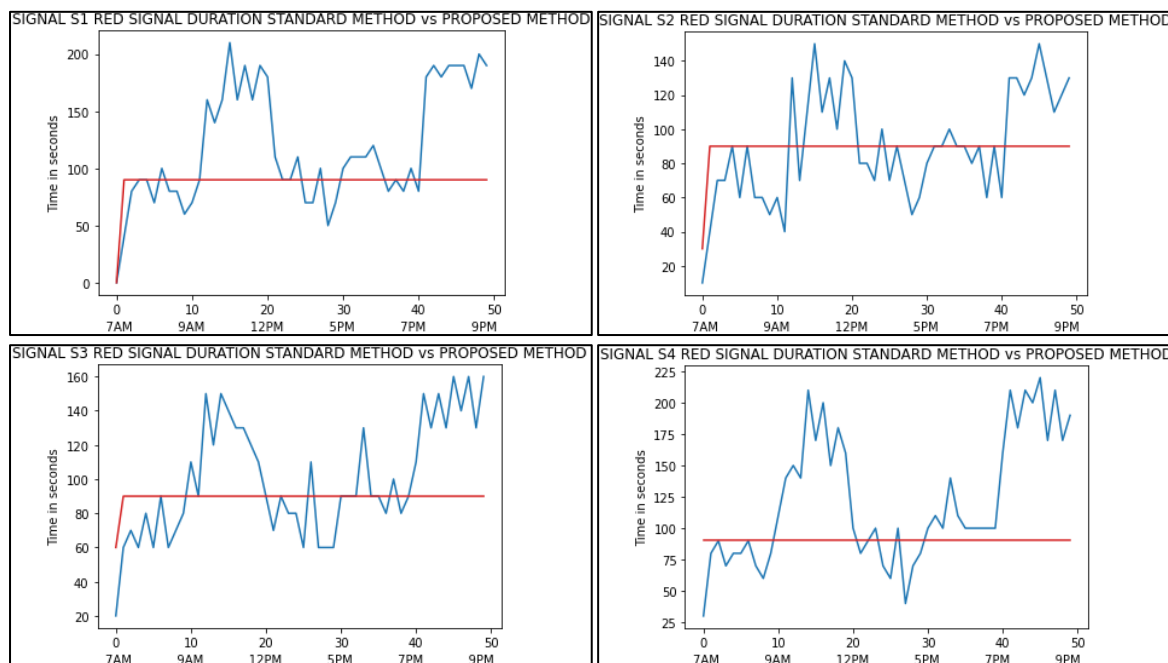 SIGNAL S1 RED SIGNAL DURATION STANDARD METHOD vs PROPOSED METHOD
Time in seconds
200
150
100
50
0
0 10 20 30 40 50
7AM 9AM 12PM 5PM 7PM 9PM
SIGNAL S2 RED SIGNAL DURATION STANDARD METHOD vs PROPOSED METHOD
Time in seconds
140
120
100
80
60
40
20
0 10 20 30 40 50
7AM 9AM 12PM 5PM 7PM 9PM
SIGNAL S3 RED SIGNAL DURATION STANDARD METHOD vs PROPOSED METHOD
Time in seconds
160
140
120
100
80
60
40
20
0 10 20 30 40 50
7AM 9AM 12PM 5PM 7PM 9PM
SIGNAL S4 RED SIGNAL DURATION STANDARD METHOD vs PROPOSED METHOD
Time in seconds
225
200
175
150
125
100
75
50
25
0 10 20 30 40 50
7AM 9AM 12PM 5PM 7PM 9PM